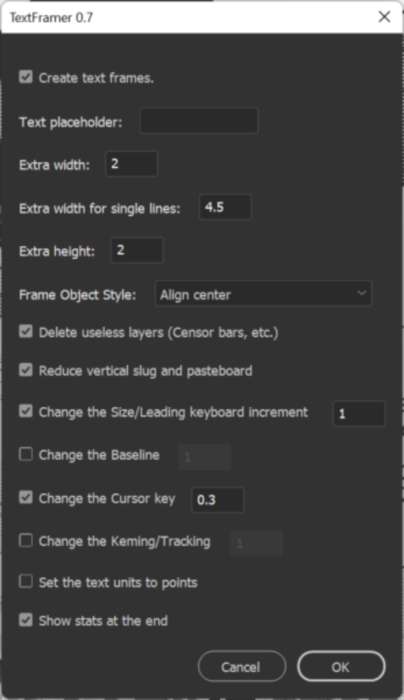 TextFramer 0.7
Create text frames.
Text placeholder:
Extra width: 2
Extra width for single lines: 4.5
Extra height: 2
Frame Object Style: Align center
Delete useless layers (Censor bars, etc.)
Reduce vertical slug and pasteboard
Change the Size/Leading keyboard increment 1
Change the Baseline 1
Change the Cursor key 0.3
Change the Keming/Tracking 1
Set the text units to points
Show stats at the end
Cancel OK